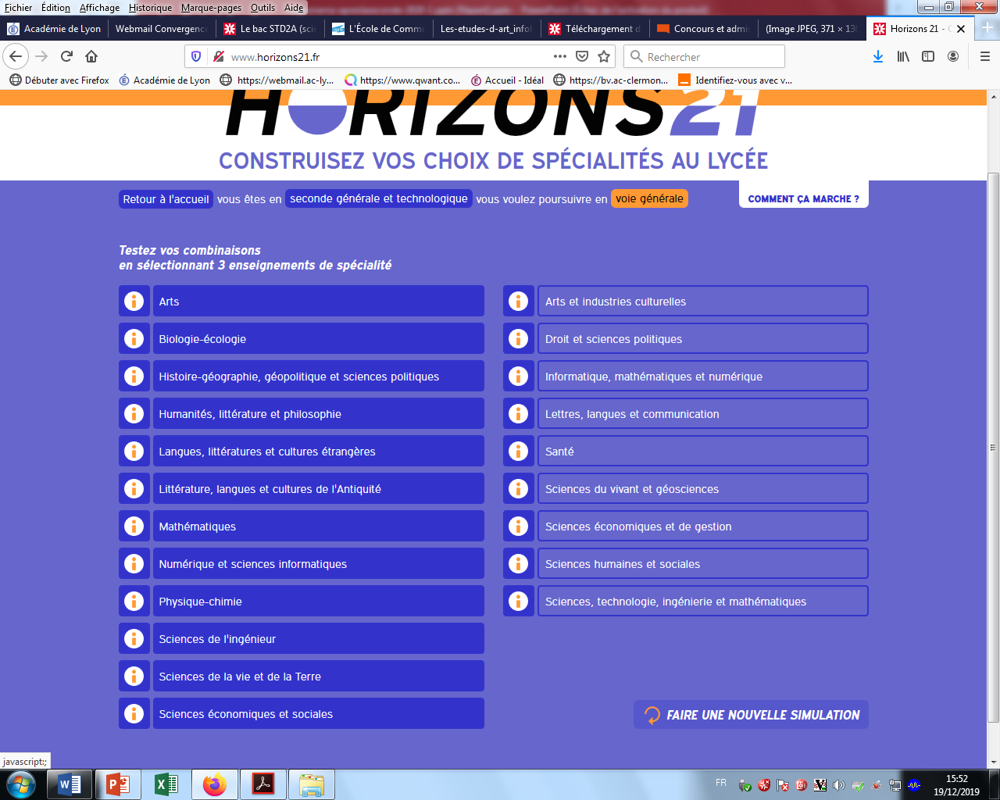 Fichier Édition Affichage Historique Marque-pages Outils Aide
Académie de Lyon
Webmail Convergence
Le bac STD2A (scie
L'École de Commu
Les-etudes-d-art_infol
Téléchargement d
Concours et admis
(Image JPEG, 371 × 136
Horizons 21 - C
www.horizons21.fr
Rechercher
Débuter avec Firefox
Académie de Lyon
https://webmail.ac-ly...
https://www.qwant.co...
Accueil - Idéal
https://bv.ac-clermon...
Identifiez-vous avec v...
HORIZONS21
CONSTRUISEZ VOS CHOIX DE SPÉCIALITÉS AU LYCÉE
Retour à l'accueil vous êtes en seconde générale et technologique vous voulez poursuivre en voie générale
COMMENT ÇA MARCHE ?
Testez vos combinaisons
en sélectionnant 3 enseignements de spécialité
Arts
Biologie-écologie
Histoire-géographie, géopolitique et sciences politiques
Humanités, littérature et philosophie
Langues, littératures et cultures étrangères
Littérature, langues et cultures de l'Antiquité
Mathématiques
Numérique et sciences informatiques
Physique-chimie
Sciences de l'ingénieur
Sciences de la vie et de la Terre
Sciences économiques et sociales
Arts et industries culturelles
Droit et sciences politiques
Informatique, mathématiques et numérique
Lettres, langues et communication
Santé
Sciences du vivant et géosciences
Sciences économiques et de gestion
Sciences humaines et sociales
Sciences, technologie, ingénierie et mathématiques
FAIRE UNE NOUVELLE SIMULATION
javascript:;
FR
15:52
19/12/2019